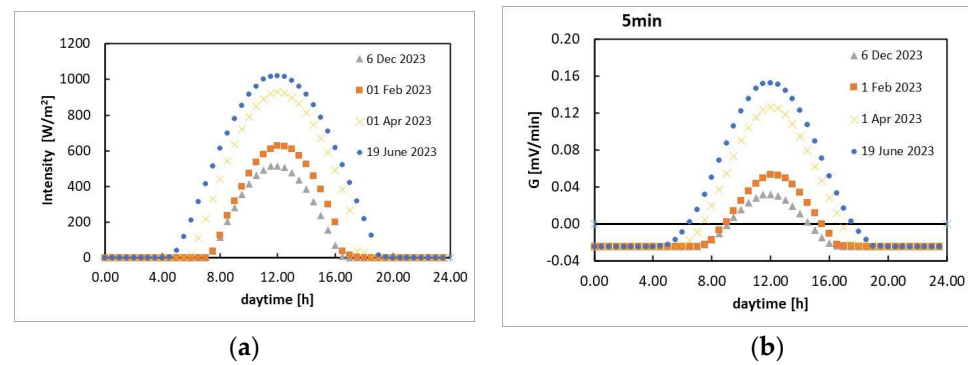 1200
1000
800
600
400
200
0
Intensity [W/m²]
0.00 4.00 8.00 12.00 16.00 20.00 24.00
daytime [h]
6 Dec 2023
01 Feb 2023
01 Apr 2023
19 June 2023
(a)
5min
0.20
0.16
0.12
0.08
0.04
0.00
-0.04
G [mV/min]
0.00 4.00 8.00 12.00 16.00 20.00 24.00
daytime [h]
6 Dec 2023
1 Feb 2023
1 Apr 2023
19 June 2023
(b)